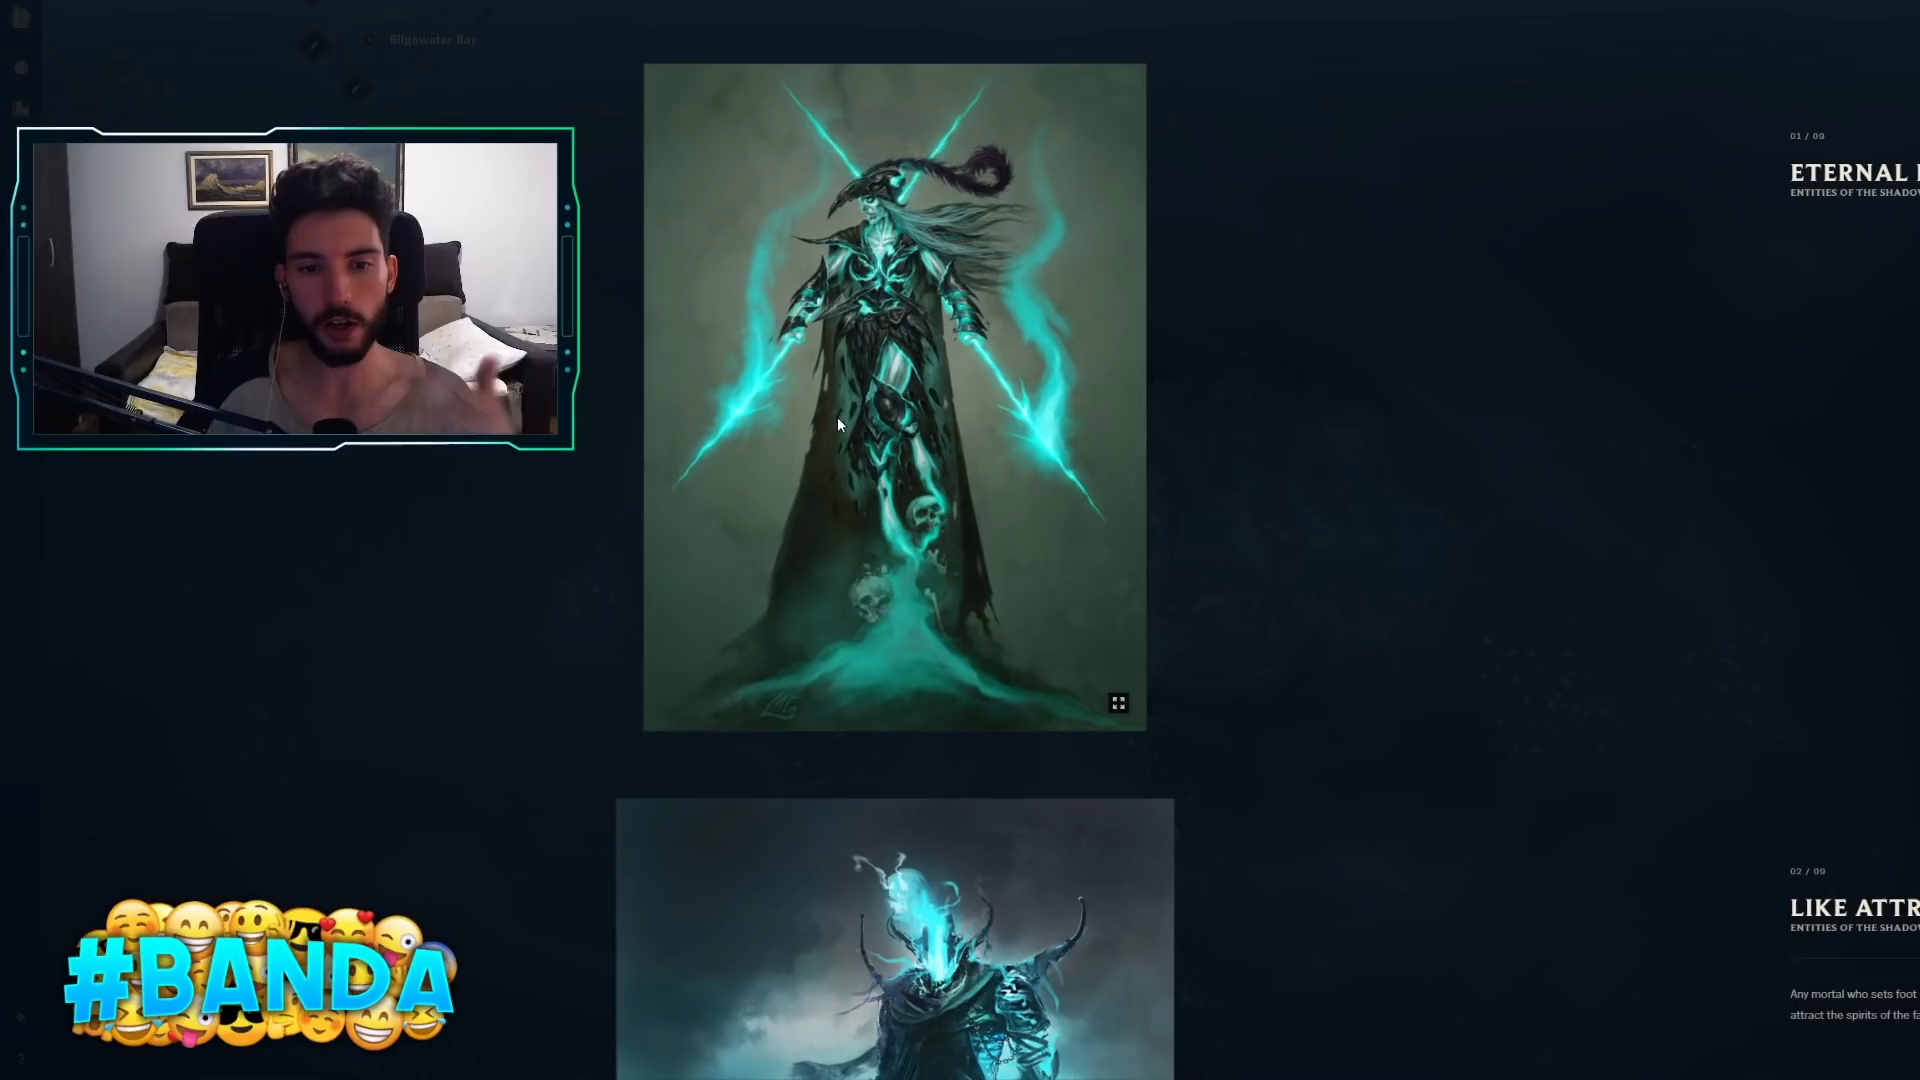 Bilgewater Bay
01 / 09
ETERNAL
ENTITIES OF THE SHADO
#BANDA
02 / 09
LIKE ATTR
ENTITIES OF THE SHADO
Any mortal who sets foot
attract the spirits of the fa